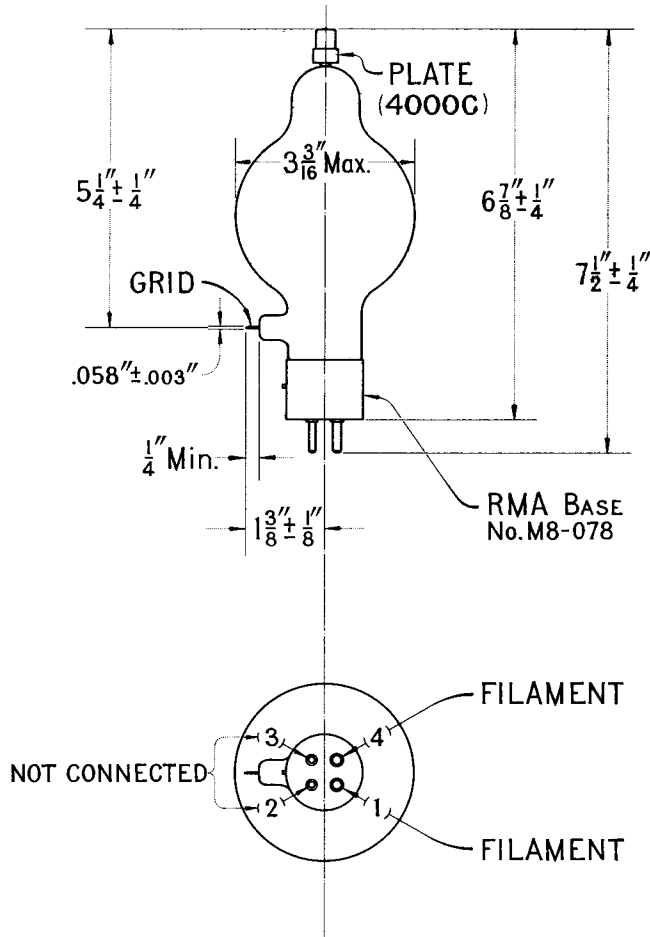 PLATE
(4000C)
3 3/16" Max.
5 1/4" ± 1/4"
6 7/8" ± 1/4"
7 1/2" ± 1/4"
GRID
.058" ± .003"
1/4" Min.
1 3/8" ± 1/8"
RMA BASE
No. M8-078
FILAMENT
3
4
NOT CONNECTED
2
1
FILAMENT